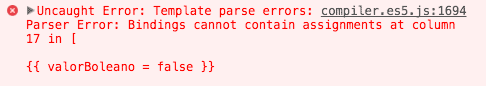 Uncaught Error: Template parse errors: compiler.es5.js:1694
Parser Error: Bindings cannot contain assignments at column
17 in [
{{ valorBoleano = false }}